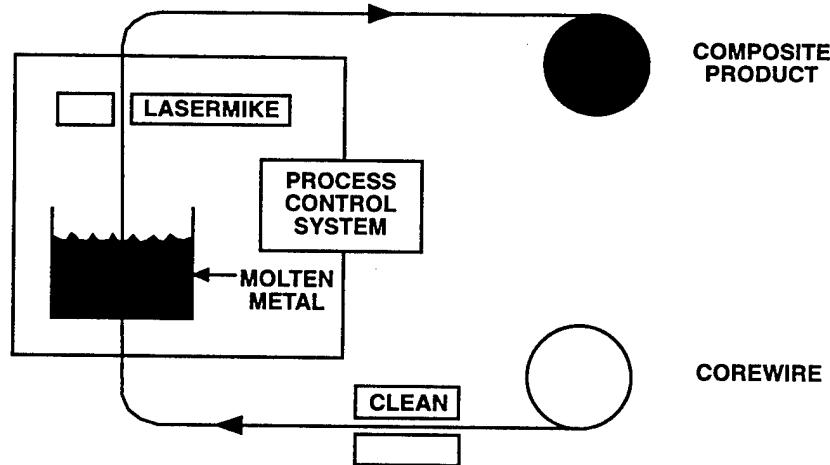 COMPOSITE
PRODUCT
LASERMIKE
PROCESS
CONTROL
SYSTEM
MOLTEN
METAL
COREWIRE
CLEAN